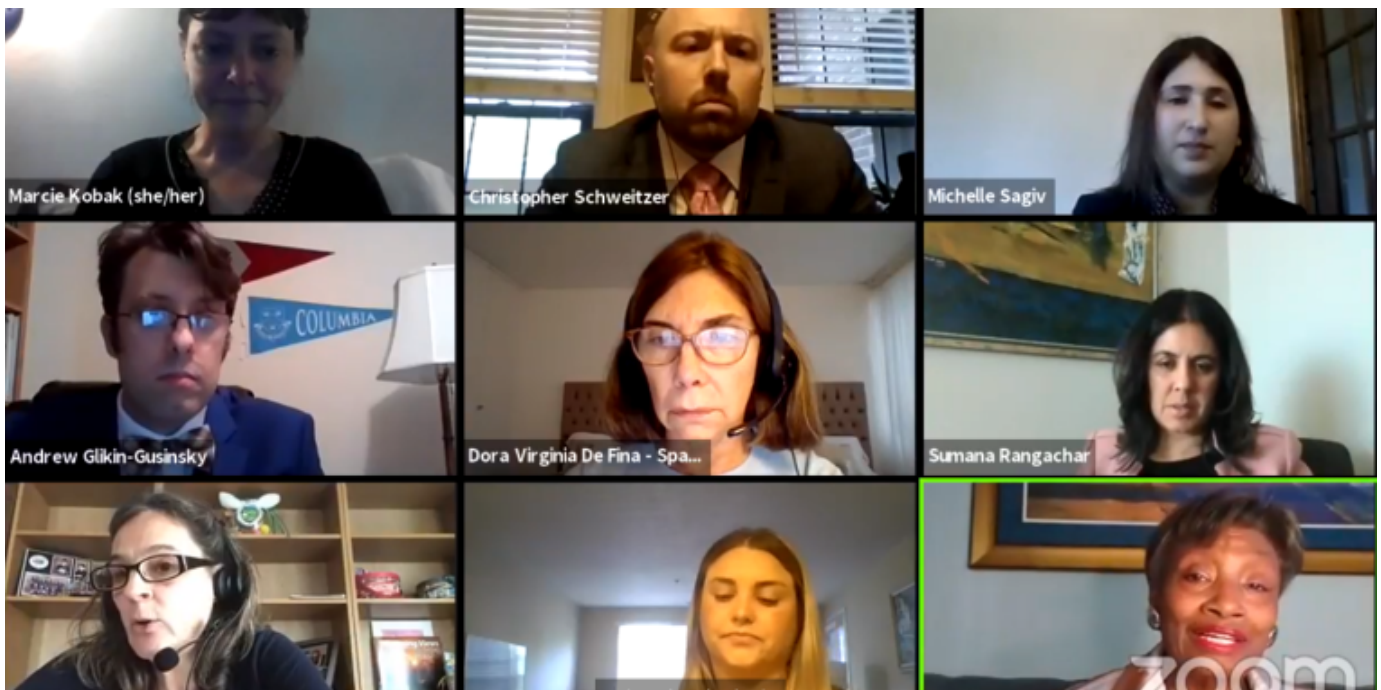 Marcie Kobak (she/her)
Christopher Schweitzer
Michelle Sagiv
COLUMBIA
Andrew Glikin-Gusinsky
Dora Virginia De Fina - Spa...
Sumana Rangachar
zoom